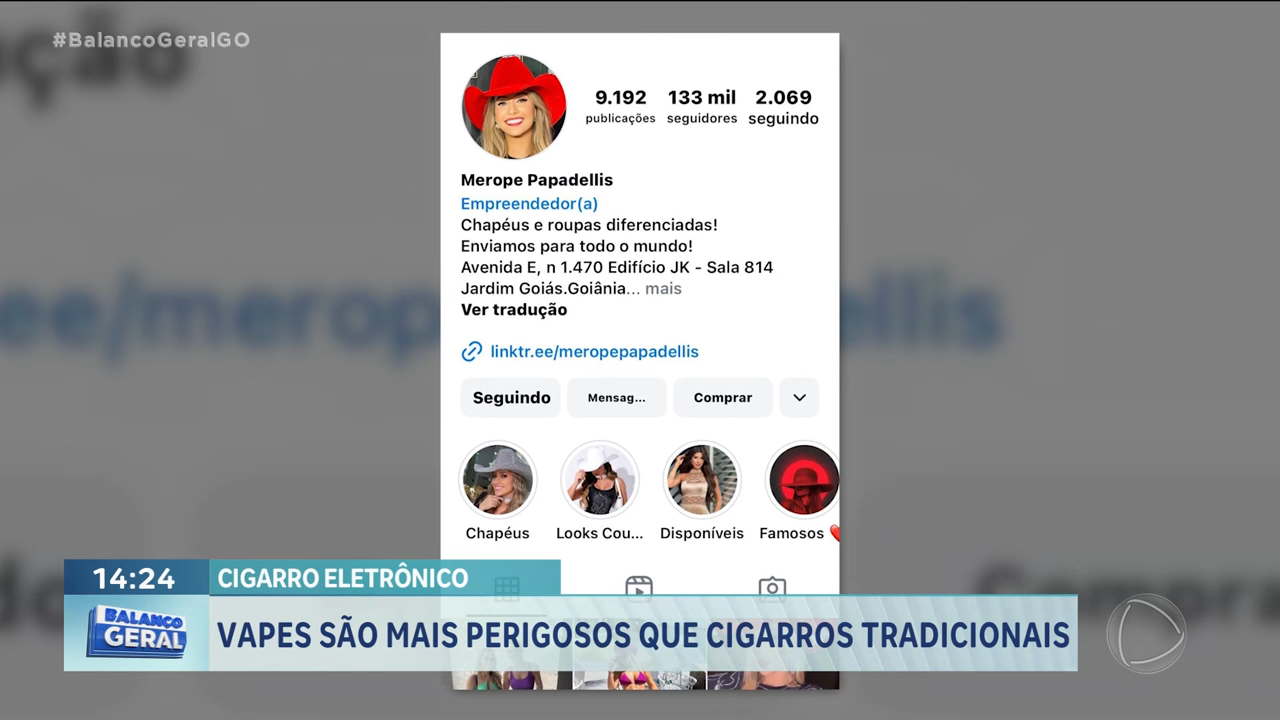 #BalancoGeralGO
9.192 133 mil 2.069
publicações seguidores seguindo
Merope Papadellis
Empreendedor(a)
Chapéus e roupas diferenciadas!
Enviamos para todo o mundo!
Avenida E, n 1.470 Edifício JK - Sala 814
Jardim Goiás.Goiânia... mais
Ver tradução
linktr.ee/meropepapadellis
Seguindo Mensag... Comprar
Chapéus Looks Cou... Disponíveis Famosos
14:24 CIGARRO ELETRÔNICO
BALANCO
GERAL
VAPES SÃO MAIS PERIGOSOS QUE CIGARROS TRADICIONAIS